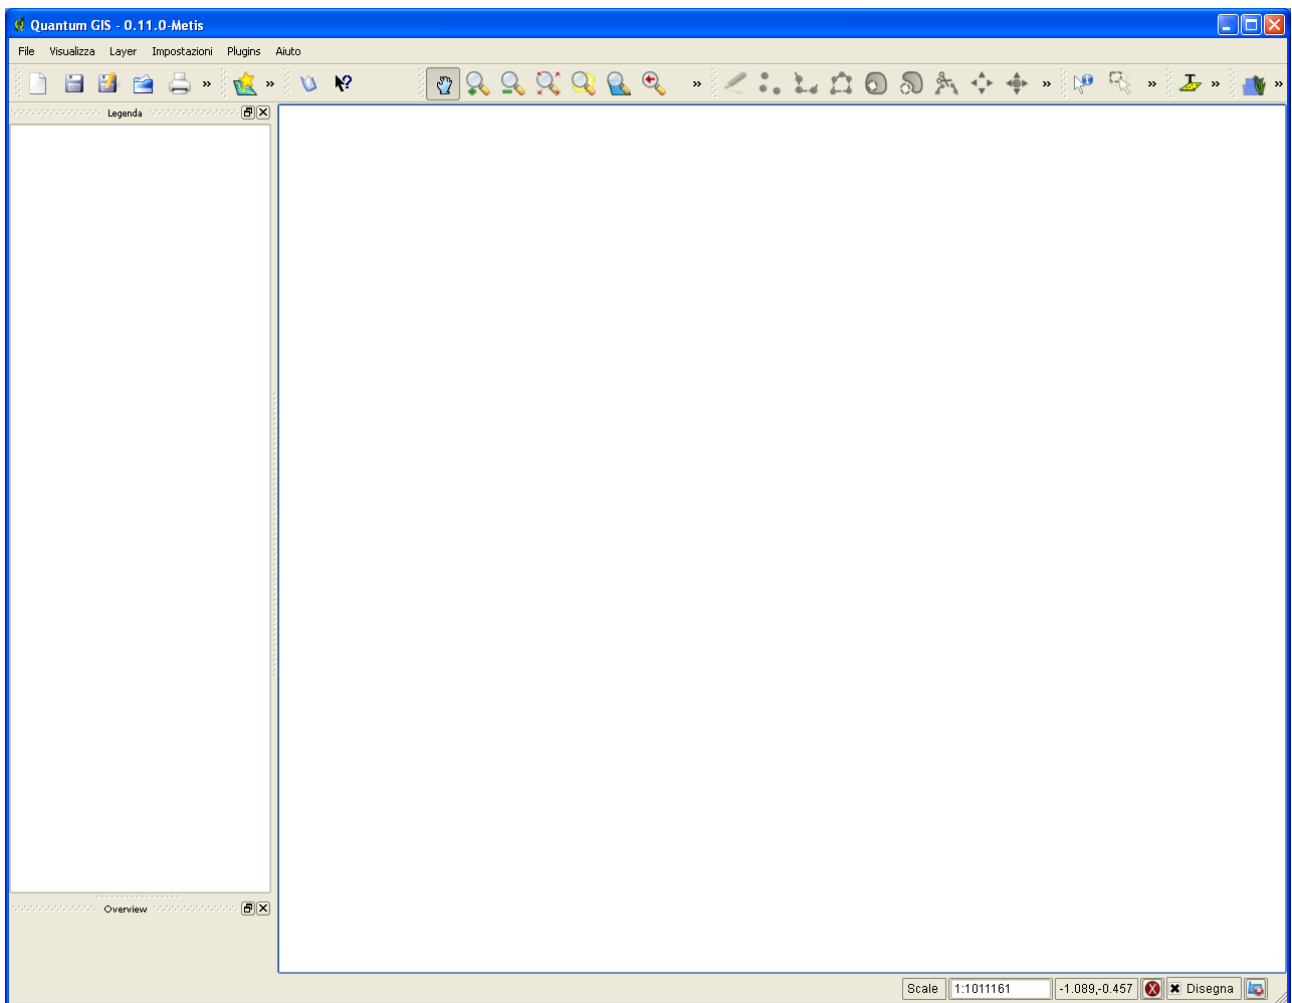 Quantum GIS - 0.11.0-Metis
File Visualizza Layer Impostazioni Plugins Aiuto
Legenda
Overview
Scale 1:1011161 -1.089,-0.457 Disegna